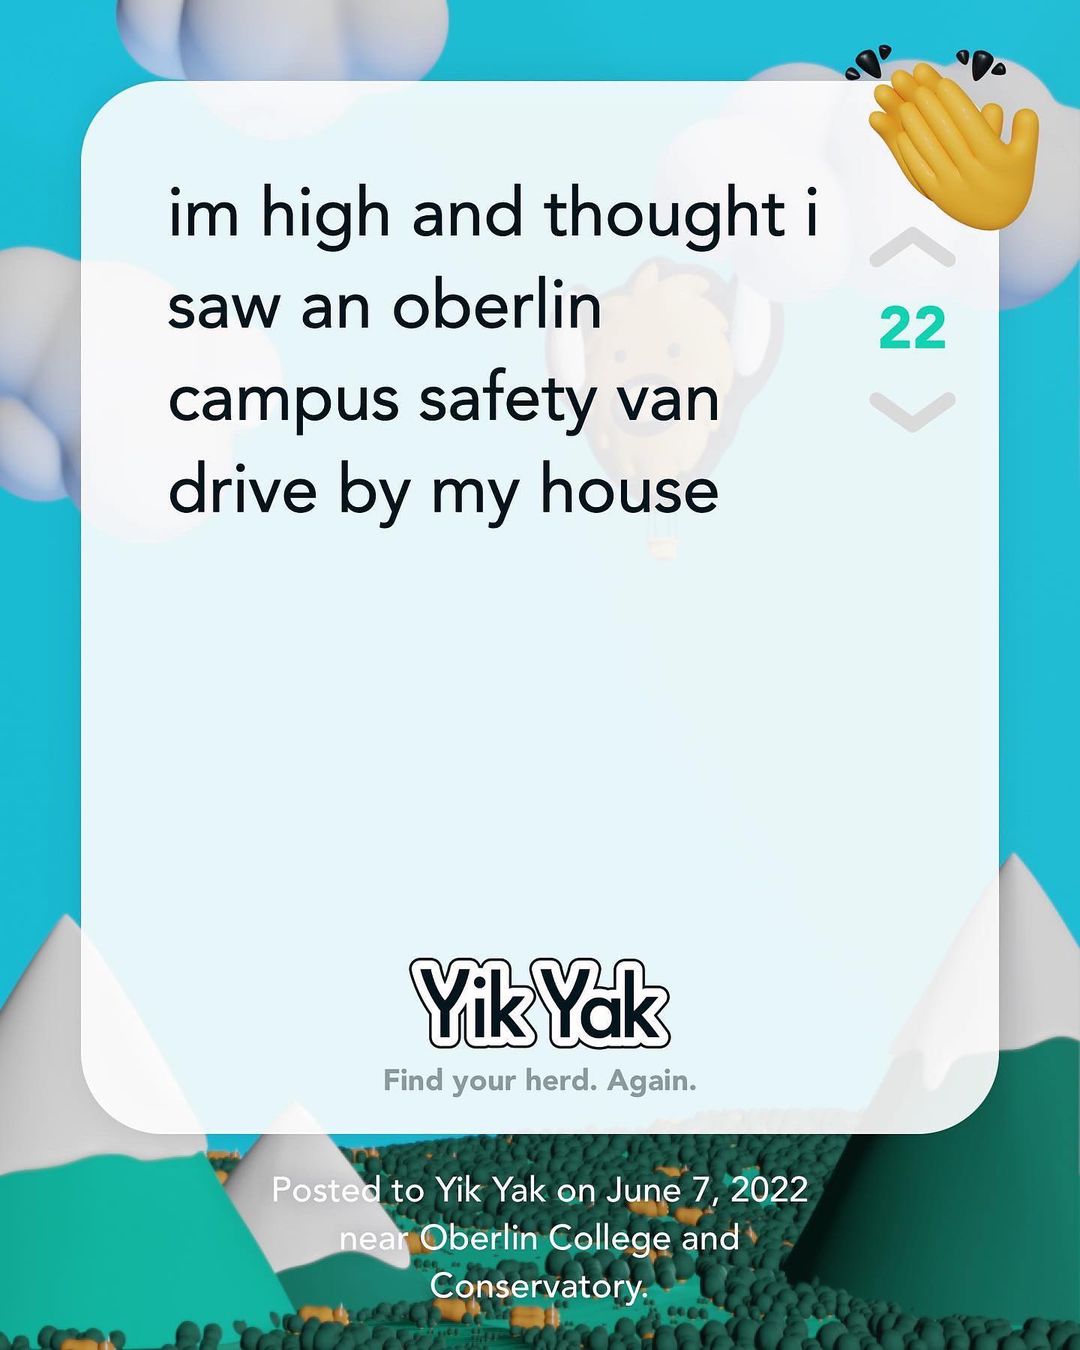 im high and thought i
saw an oberlin
campus safety van
drive by my house
22
Yik Yak
Find your herd. Again.
Posted to Yik Yak on June 7, 2022
near Oberlin College and
Conservatory.